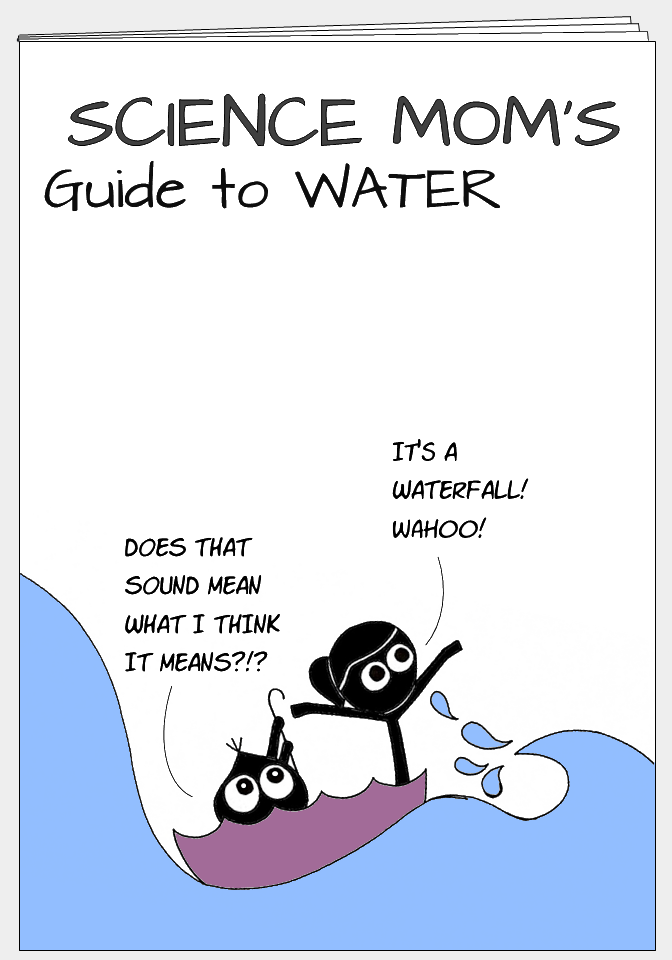 SCIENCE MOM'S
Guide to WATER
IT'S A
WATERFALL!
WAHOO!
DOES THAT
SOUND MEAN
WHAT I THINK
IT MEANS?!?